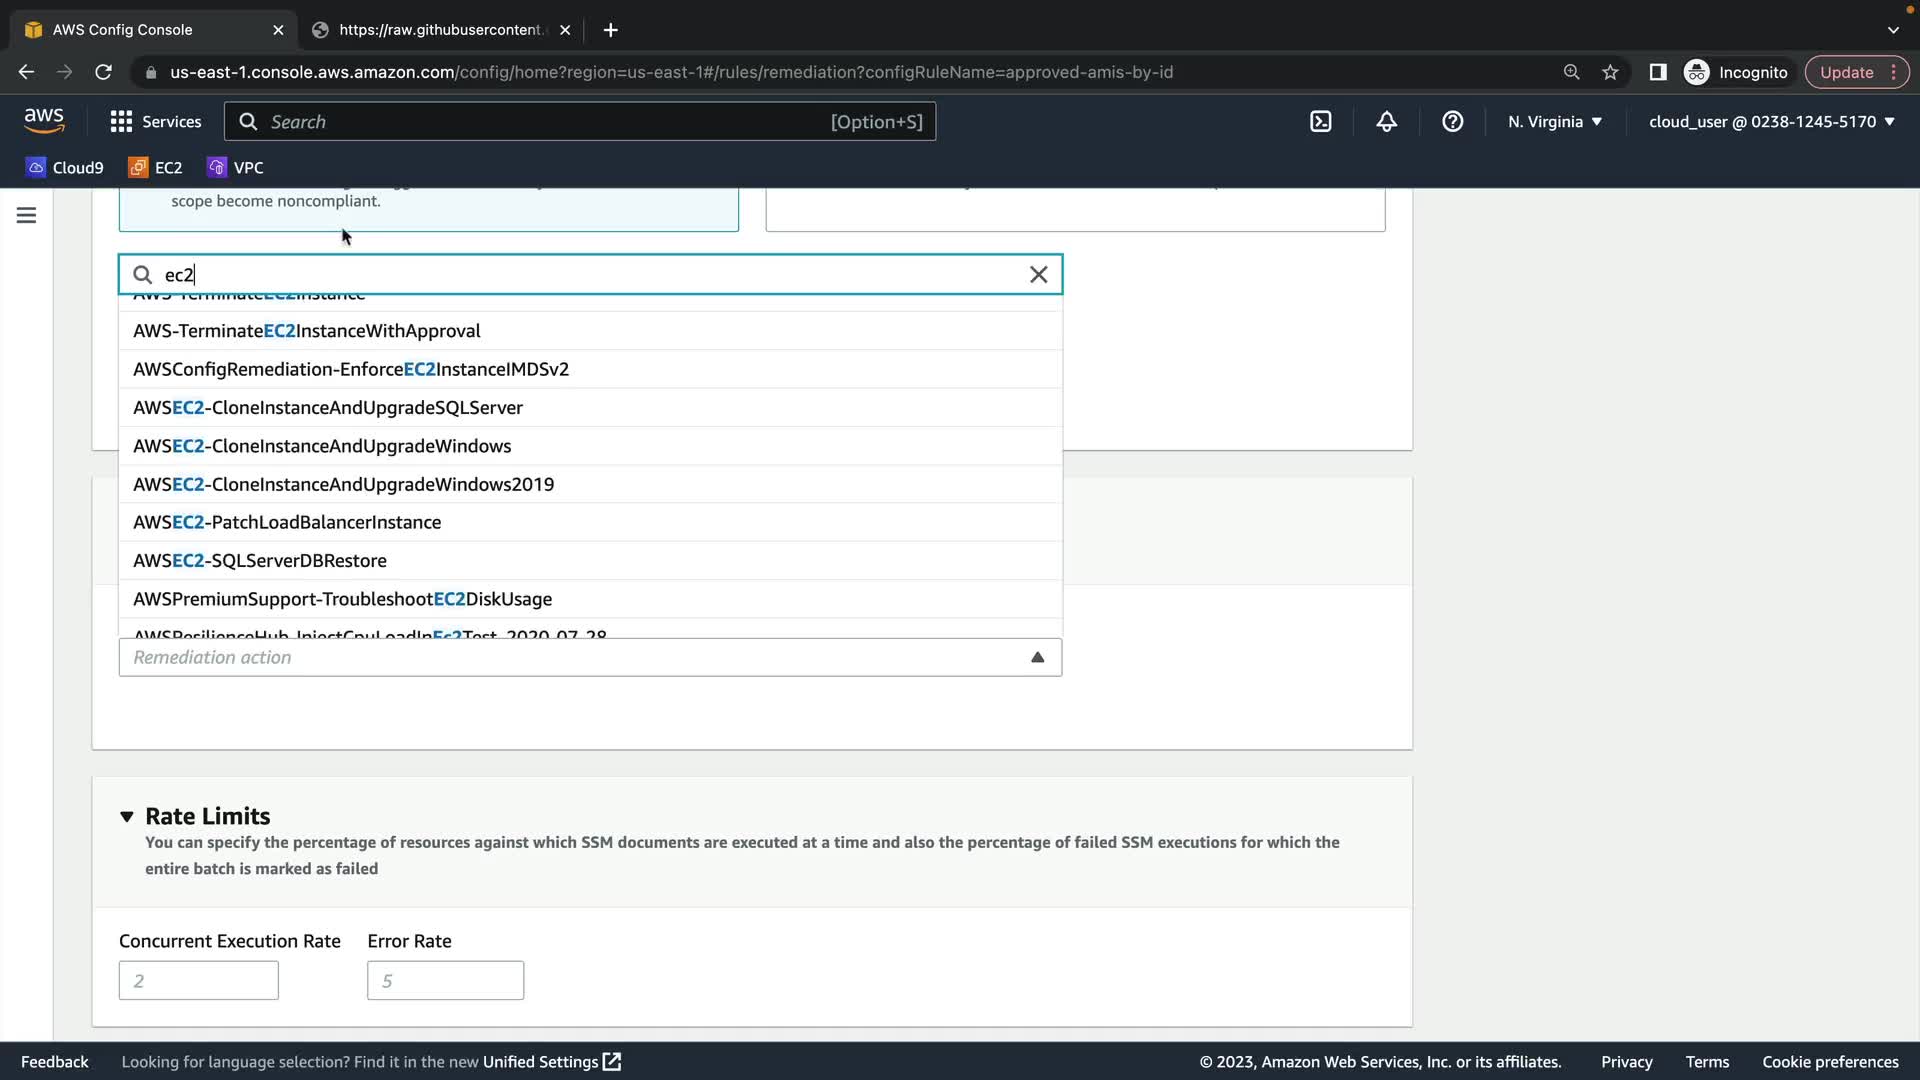 AWS Config Console
https://raw.githubusercontent.
us-east-1.console.aws.amazon.com/config/home?region=us-east-1#/rules/remediation?configRuleName=approved-amis-by-id
Incognito
Update
aws
Services
Search
[Option+S]
N. Virginia
cloud_user @ 0238-1245-5170
Cloud9
EC2
VPC
scope become noncompliant.
ec2
AWS-TerminateEC2Instance
AWS-TerminateEC2InstanceWithApproval
AWSConfigRemediation-EnforceEC2InstanceIMDSv2
AWSEC2-CloneInstanceAndUpgradeSQLServer
AWSEC2-CloneInstanceAndUpgradeWindows
AWSEC2-CloneInstanceAndUpgradeWindows2019
AWSEC2-PatchLoadBalancerInstance
AWSEC2-SQLServerDBRestore
AWSPremiumSupport-TroubleshootEC2DiskUsage
AWSResilienceHub-InjectCpuLoadInEc2Test_2020-07-28
Remediation action
Rate Limits
You can specify the percentage of resources against which SSM documents are executed at a time and also the percentage of failed SSM executions for which the
entire batch is marked as failed
Concurrent Execution Rate
Error Rate
2
5
Feedback
Looking for language selection? Find it in the new Unified Settings
© 2023, Amazon Web Services, Inc. or its affiliates.
Privacy
Terms
Cookie preferences